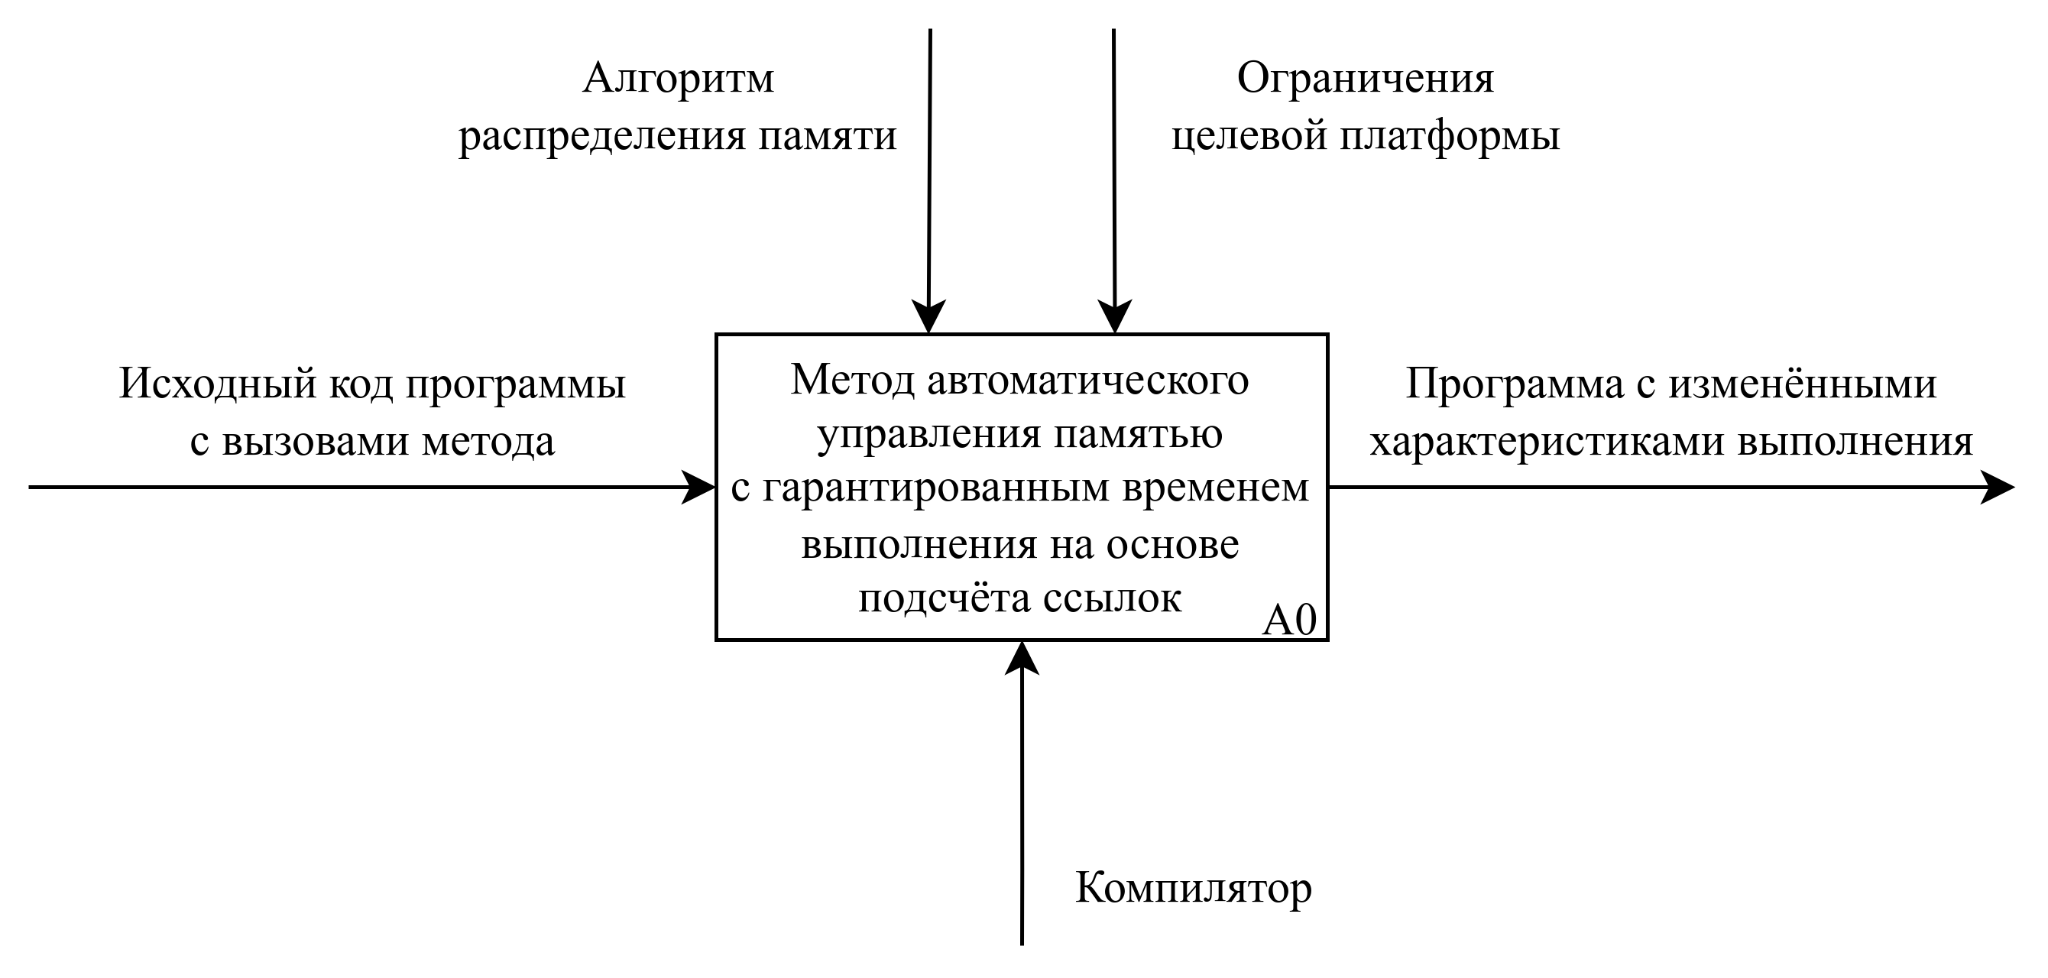 Алгоритм
распределения памяти
Ограничения
целевой платформы
Исходный код программы
с вызовами метода
Метод автоматического
управления памятью
с гарантированным временем
выполнения на основе
подсчёта ссылок
A0
Программа с изменёнными
характеристиками выполнения
Компилятор